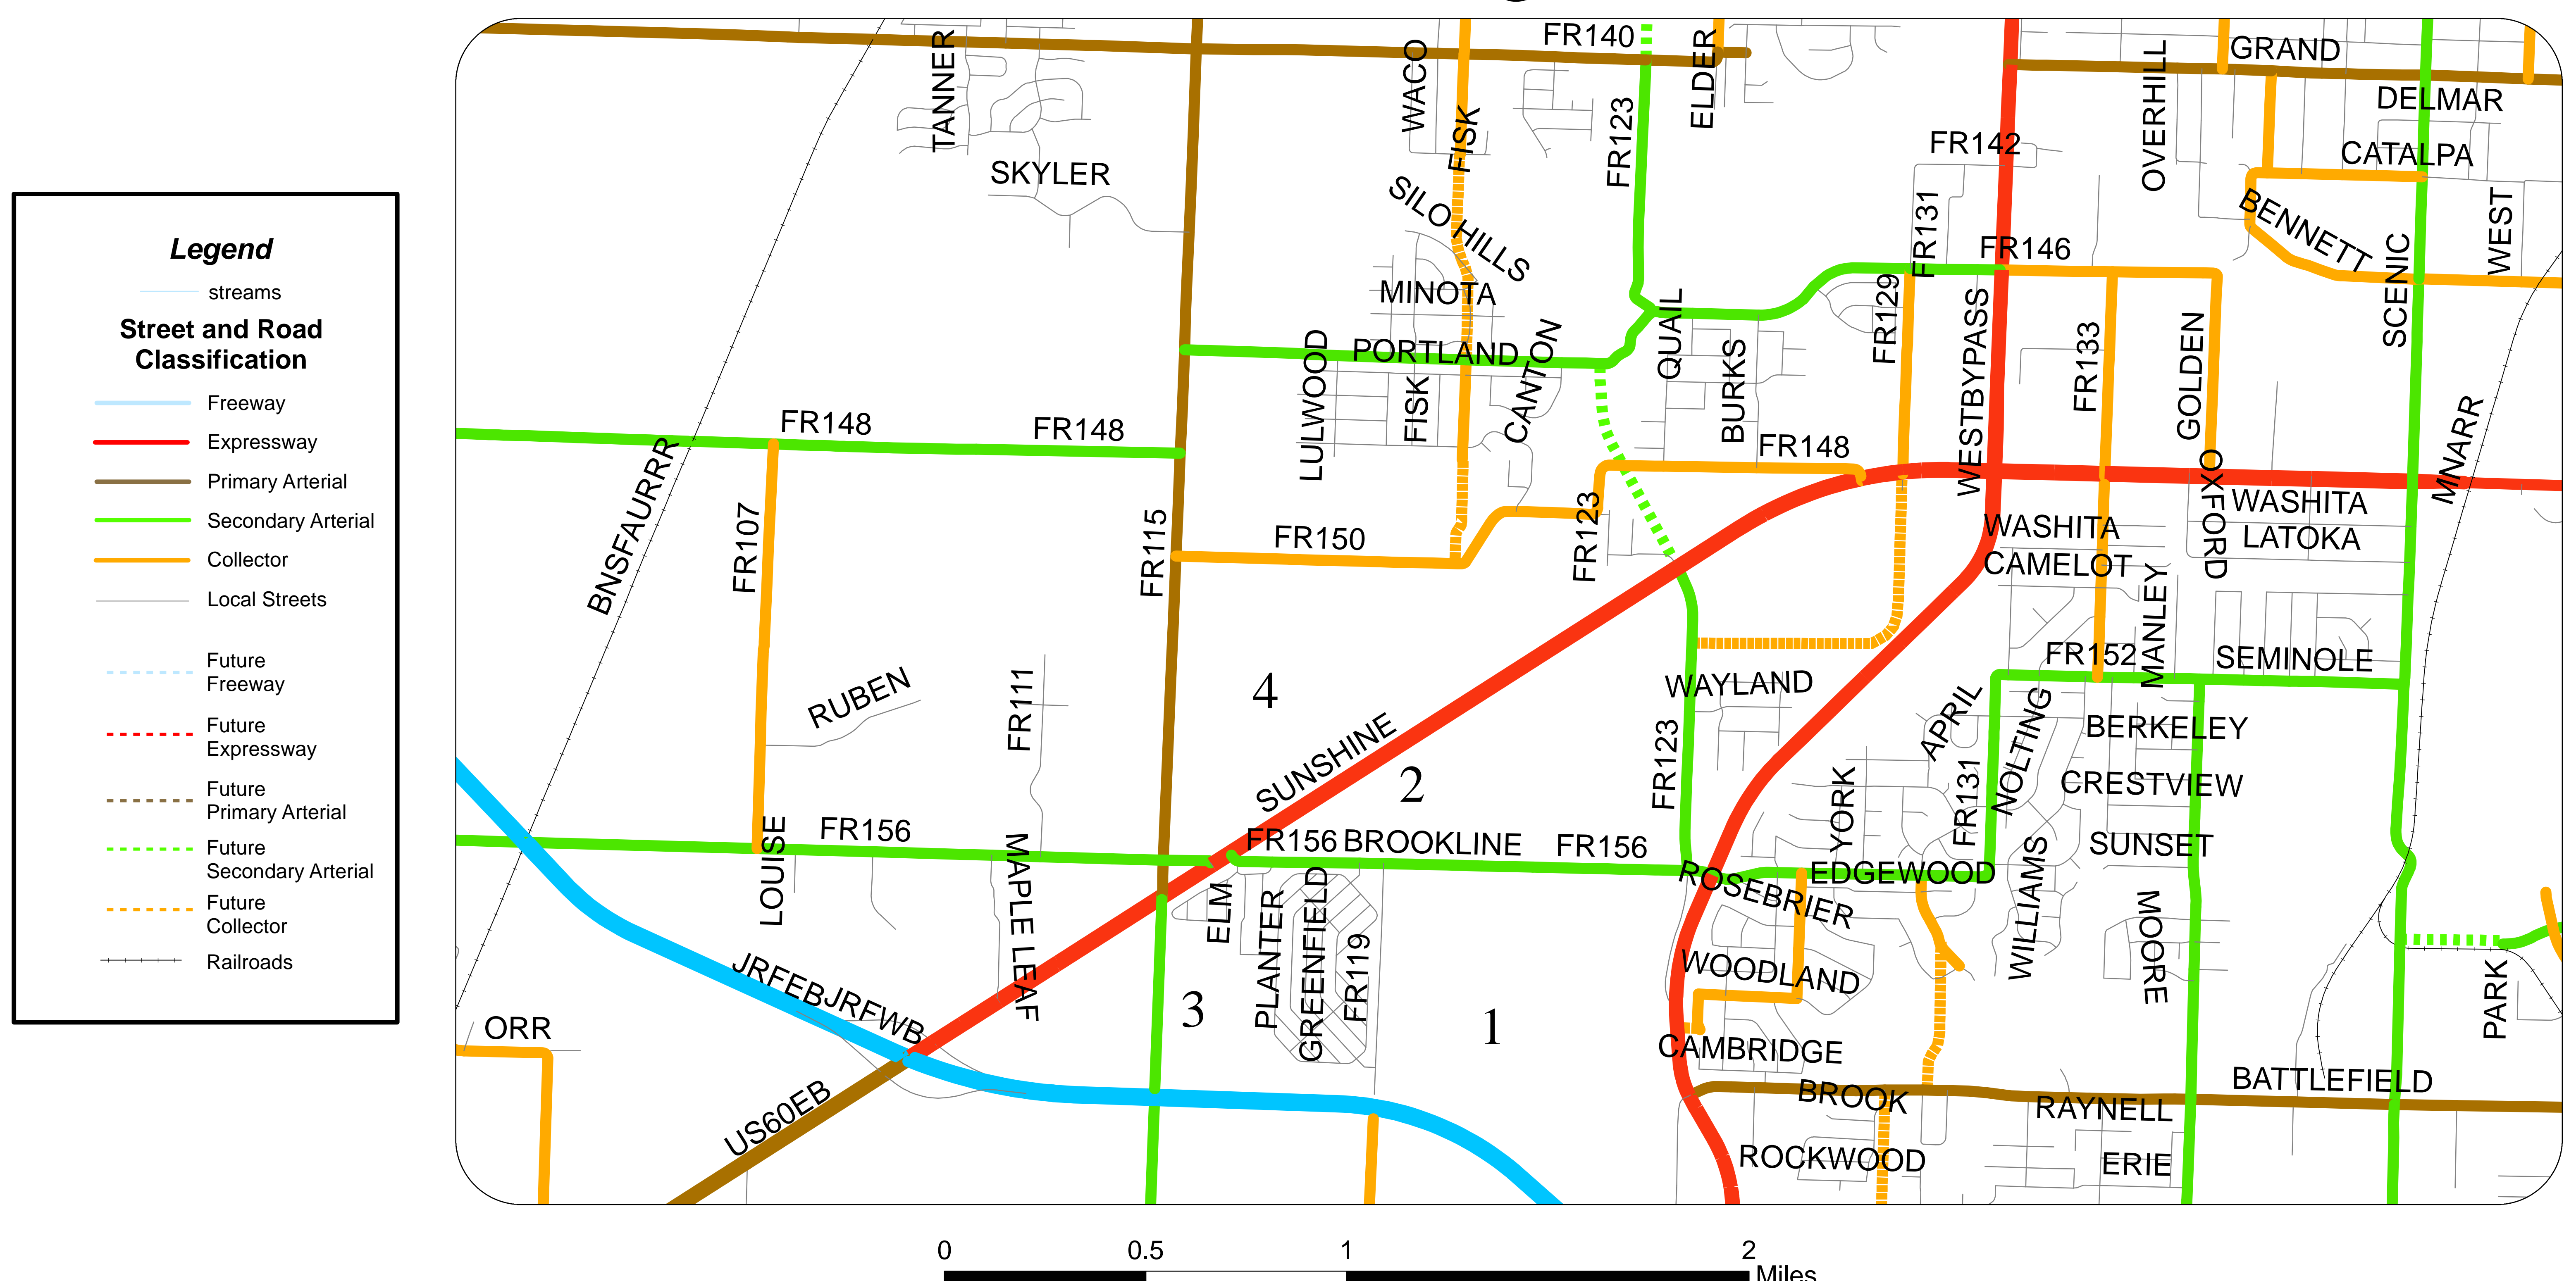 Legend
streams
Street and Road
Classification
Freeway
Expressway
Primary Arterial
Secondary Arterial
Collector
Local Streets
Future
Freeway
Future
Expressway
Future
Primary Arterial
Future
Secondary Arterial
Future
Collector
Railroads
TANNER
SKYLER
WACO
FISK
FR140
FR123
ELDER
SILO HILLS
MINOTA
PORTLAND
CANTON
LULWOOD
FISK
QUAIL
BURKS
FR129
FR131
FR142
FR146
WESTBYPASS
OVERHILL
GRAND
DELMAR
CATALPA
BENNETT
WEST
SCENIC
FR133
GOLDEN
MNARR
FR148
FR148
FR148
BNSFAURRR
FR107
FR115
FR150
FR123
OXFORD
WASHITA
WASHITA
LATOKA
CAMELOT
MANLEY
FR152
SEMINOLE
RUBEN
FR111
4
SUNSHINE
2
WAYLAND
FR123
APRIL
NOLTING
BERKELEY
CRESTVIEW
YORK
FR131
SUNSET
FR156
FR156
BROOKLINE
FR156
LOUISE
MAPLE LEAF
ELM
PLANTER
GREENFIELD
FR119
ROSEBRIER
EDGEWOOD
WILLIAMS
MOORE
WOODLAND
JRFEB
JRFWB
3
1
PARK
ORR
CAMBRIDGE
US60EB
BROOK
RAYNELL
BATTLEFIELD
ROCKWOOD
ERIE
0
0.5
1
2
Miles